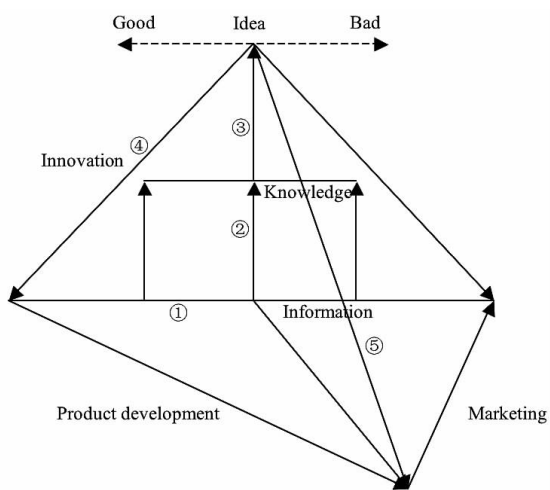 Good Idea Bad
④
③
Innovation
Knowledge
②
Information
①
⑤
Product development Marketing